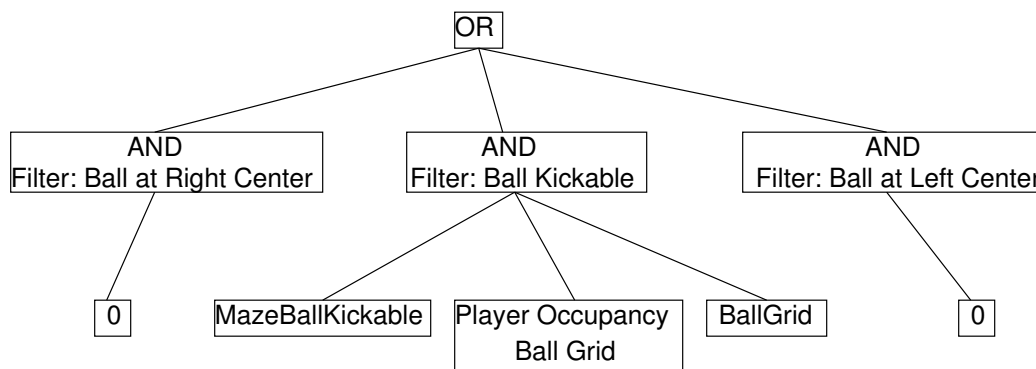 OR
AND
Filter: Ball at Right Center
AND
Filter: Ball Kickable
AND
Filter: Ball at Left Center
0
MazeBallKickable
Player Occupancy
Ball Grid
BallGrid
0